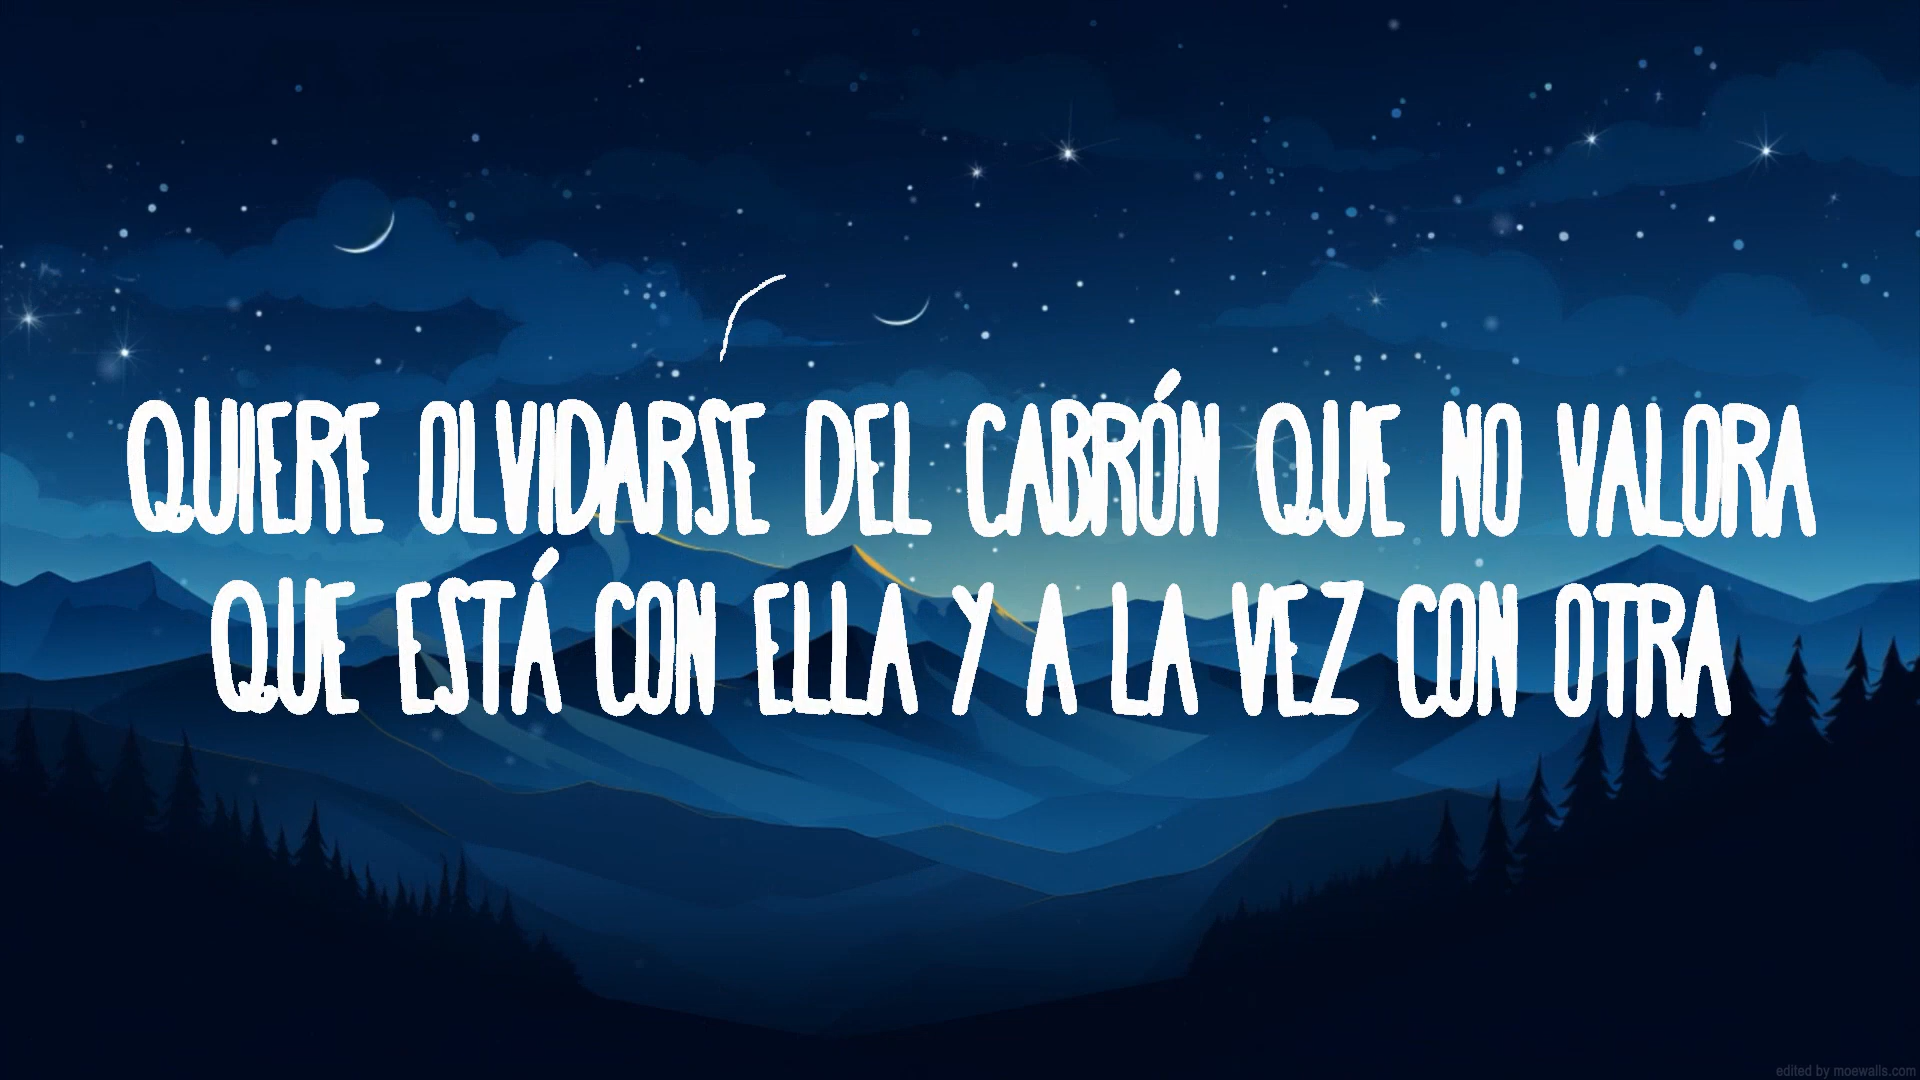 QUIERE OLVIDARSE DEL CABRÓN QUE NO VALORA
QUE ESTÁ CON ELLA Y A LA VEZ CON OTRA
edited by moewalls.com